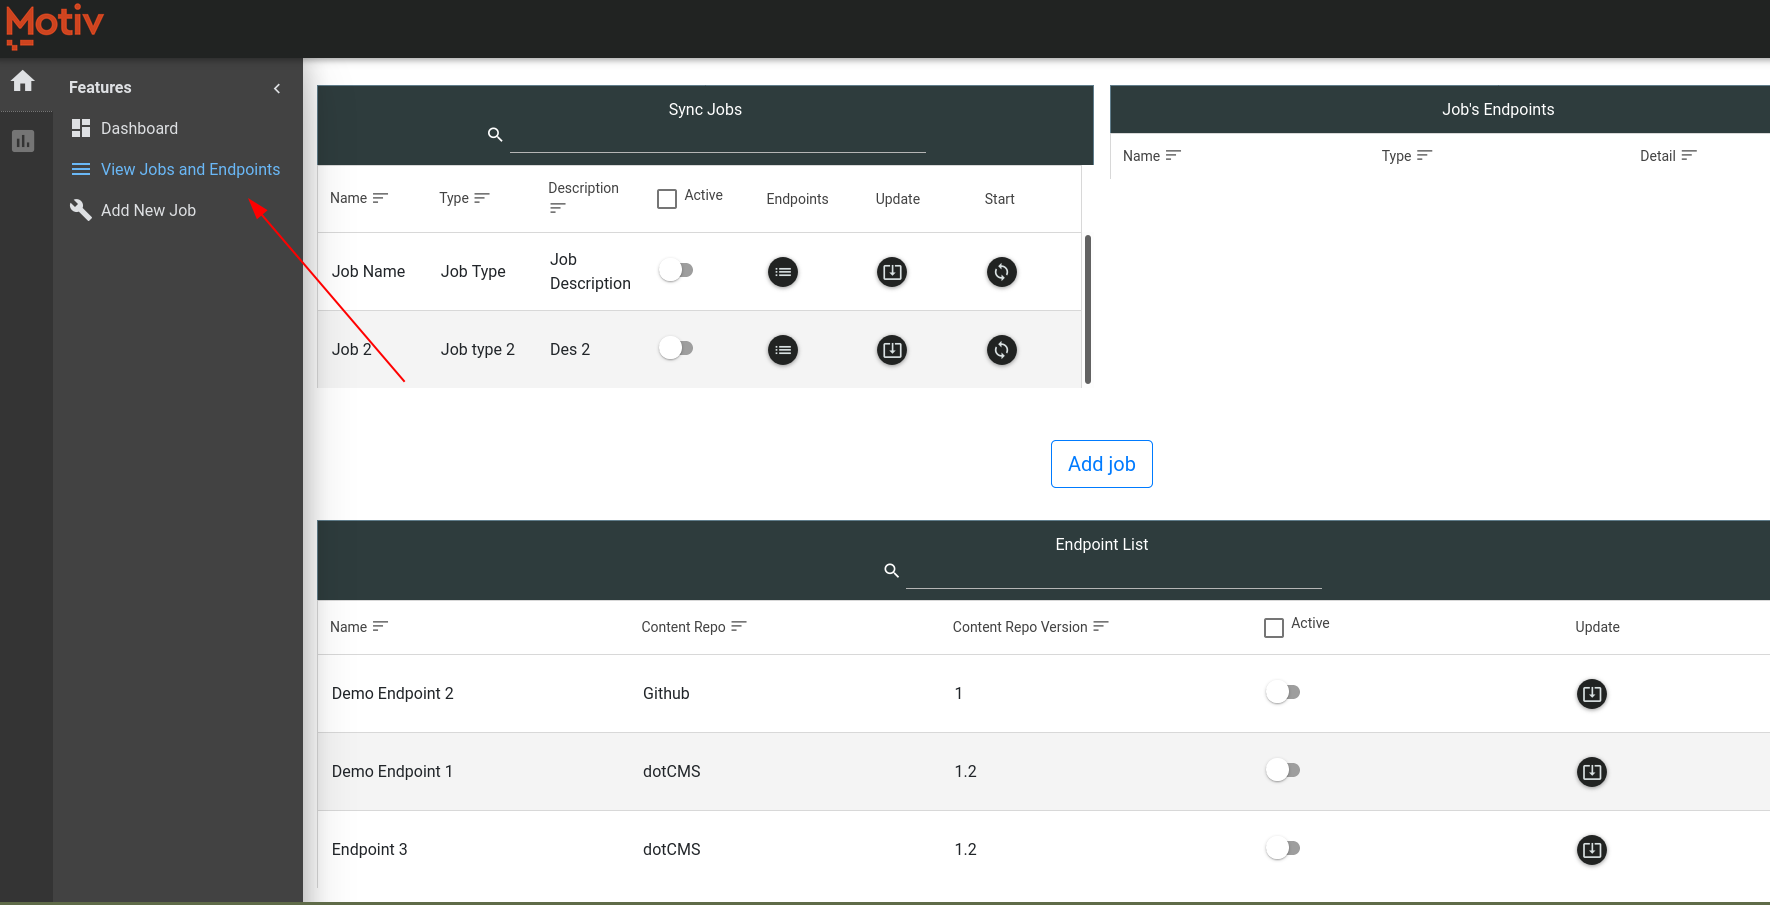 Motiv
Features
Dashboard
View Jobs and Endpoints
Add New Job
Sync Jobs
Name Type Description Active Endpoints Update Start
Job Name Job Type Job Description
Job 2 Job type 2 Des 2
Job's Endpoints
Name Type Detail
Add job
Endpoint List
Name Content Repo Content Repo Version Active Update
Demo Endpoint 2 Github 1
Demo Endpoint 1 dotCMS 1.2
Endpoint 3 dotCMS 1.2